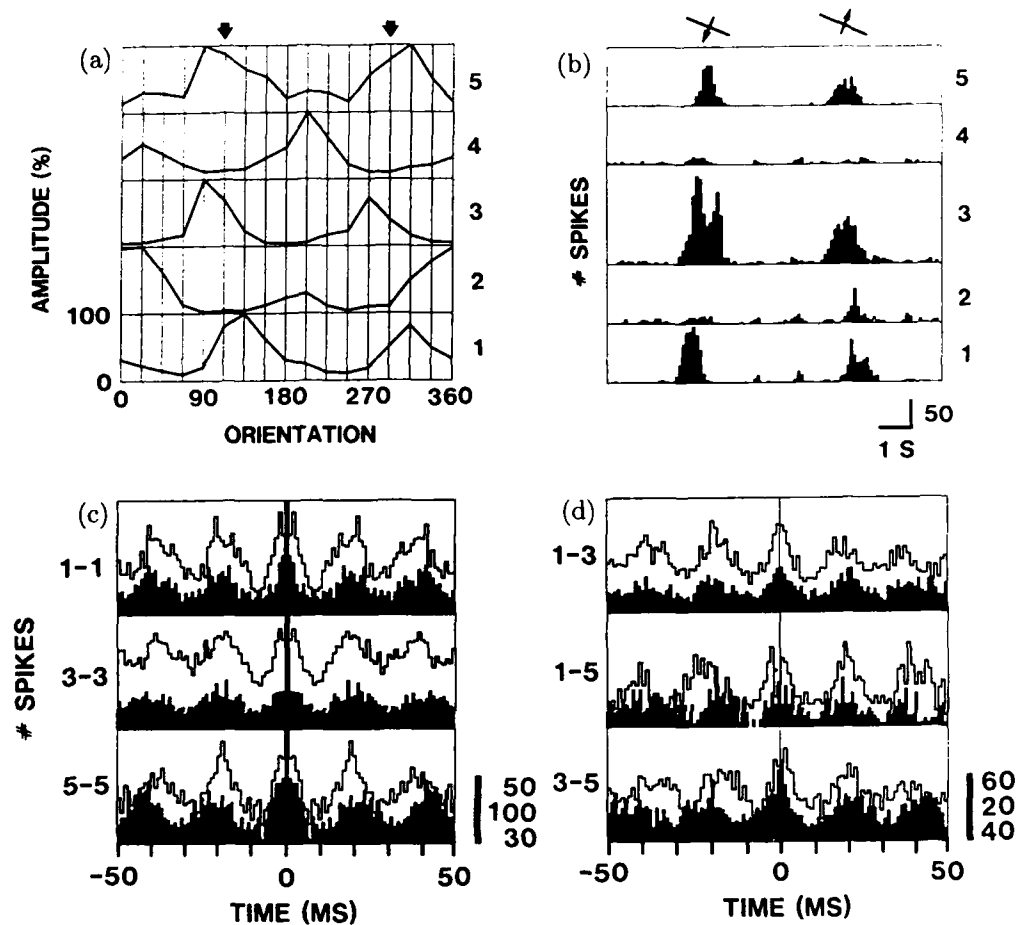 (a)
5
4
3
2
1
AMPLITUDE (%)
100
0
0 90 180 270 360
ORIENTATION
(b)
5
4
3
2
1
# SPIKES
50
1 S
(c)
1-1
3-3
5-5
# SPIKES
50
100
30
-50 0 50
TIME (MS)
(d)
1-3
1-5
3-5
60
20
40
-50 0 50
TIME (MS)